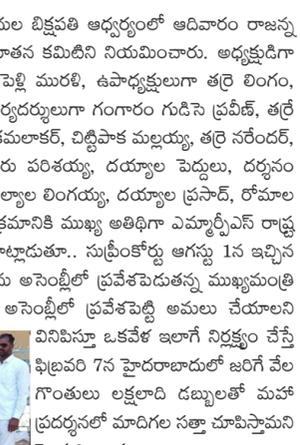 మల బిక్షపతి ఆధ్వర్యంలో ఆదివారం రాజన్న
ూతన కమిటిని నియమించారు. అధ్యక్షుడిగా
పెళ్లి మురళి, ఉపాధ్యక్షులుగా తర్రె లింగం,
ర్యదర్శులుగా గంగారం గుడిసె ప్రవీణ్, తర్రే
కమలాకర్, చిట్టిపాక మల్లయ్య, తర్రె నరేందర్,
రు పరిశయ్య, దయ్యాల పెద్దులు, దర్శనం
ల్యాల లింగయ్య, దయ్యాల ప్రసాద్, రోమాల
క్రమానికి ముఖ్య అతిథిగా ఎమ్మార్పీఎస్ రాష్ట్ర
ాట్లాడుతూ.. సుప్రీంకోర్టు ఆగస్టు 1న ఇచ్చిన
ను అసెంబ్లీలో ప్రవేశపెడుతన్న ముఖ్యమంత్రి
అసెంబ్లీలో ప్రవేశపెట్టి అమలు చేయాలని
వినిపిస్తూ ఒకవేళ ఇలాగే నిర్లక్ష్యం చేస్తే
ఫిబ్రవరి 7న హైదరాబాదులో జరిగే వేల
గొంతులు లక్షలాది డబ్బులతో మహా
ప్రదర్శనలో మాదిగల సత్తా చూపిస్తామని